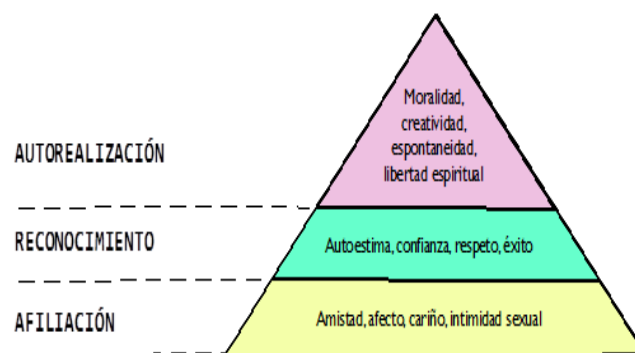 Moralidad,
creatividad,
espontaneidad,
libertad espiritual
AUTOREALIZACIÓN
RECONOCIMIENTO
Autoestima, confianza, respeto, éxito
AFILIACIÓN
Amistad, afecto, cariño, intimidad sexual